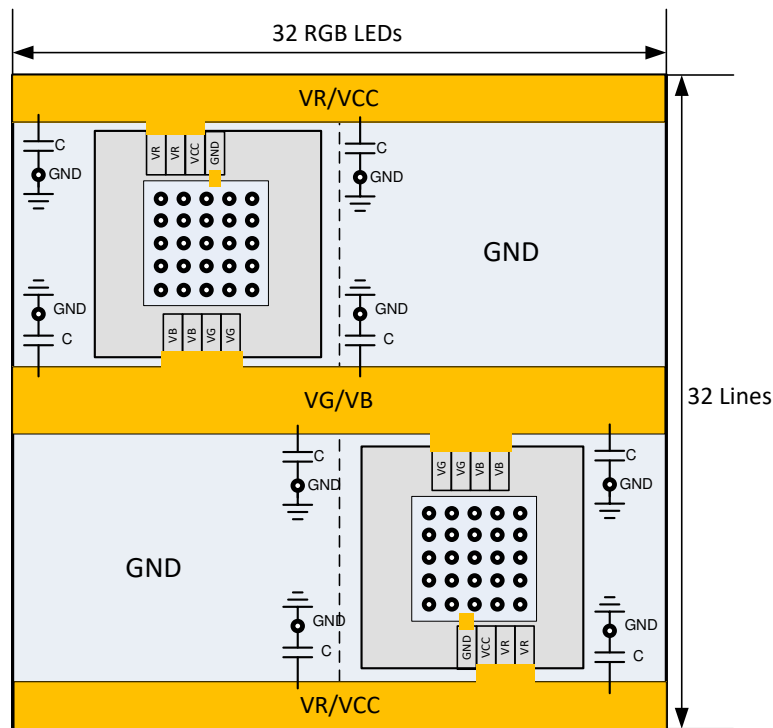 32 RGB LEDs
VR/VCC
C
GND
VR
VR
VCC
GND
C
GND
GND
GND
C
VB
VB
VG
VG
GND
C
VG/VB
32 Lines
C
GND
VG
VG
VB
VB
C
GND
GND
GND
C
GND
VCC
VR
VR
GND
C
VR/VCC